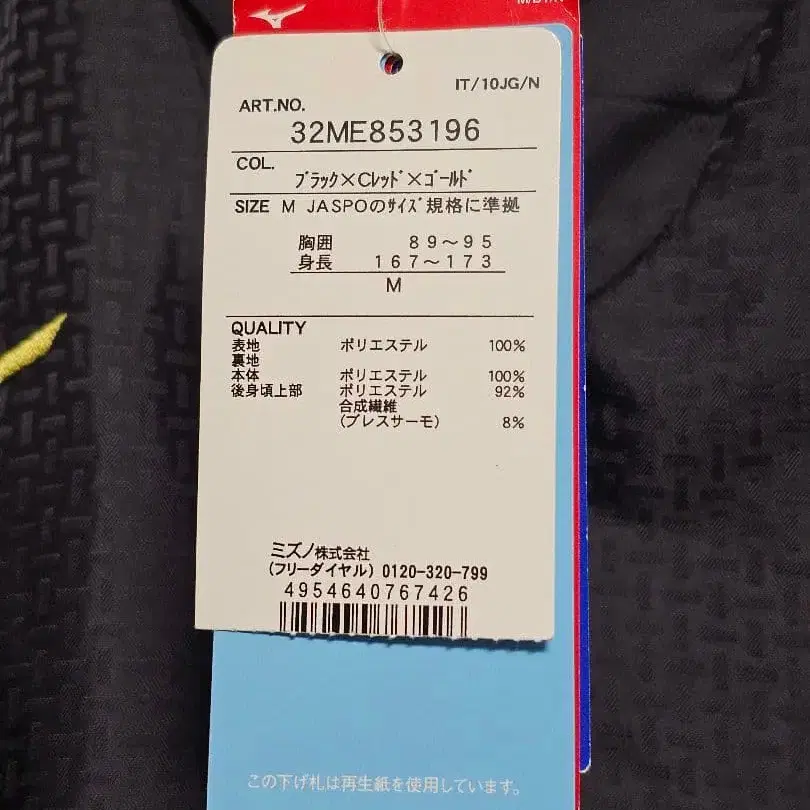 IT/10JG/N
ART.NO.
32ME853196
COL.
ﾌﾞﾗｯｸ×Cﾚｯﾄﾞ×ｺﾞｰﾙﾄﾞ
SIZE M JASPOのｻｲｽﾞ規格に準拠
胸囲 89～95
身長 167～173
M
QUALITY
表地 ポリエステル 100%
裏地
本体 ポリエステル 100%
後身頃上部 ポリエステル 92%
合成繊維
(ブレスサーモ) 8%
ミズノ株式会社
(フリーダイヤル) 0120-320-799
4954640767426
この下げ札は再生紙を使用しています。